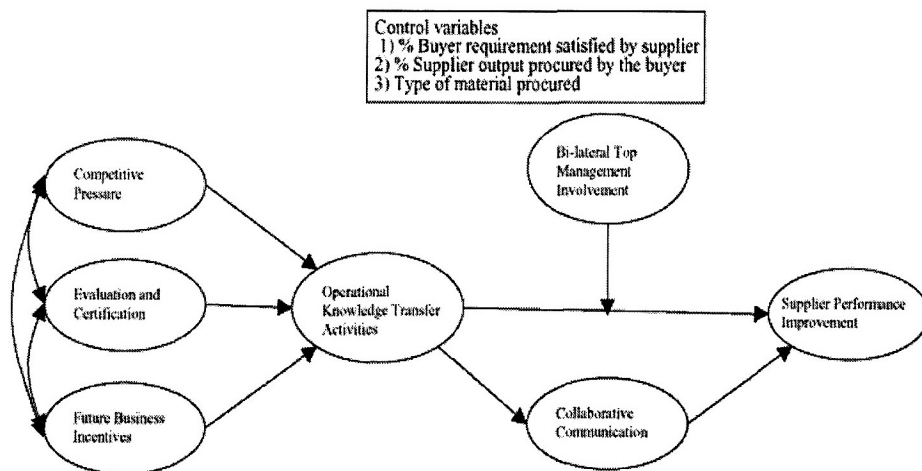 Control variables
1) % Buyer requirement satisfied by supplier
2) % Supplier output procured by the buyer
3) Type of material procured
Bi-lateral Top
Management
Involvement
Competitive
Pressure
Evaluation and
Certification
Operational
Knowledge Transfer
Activities
Supplier Performance
Improvement
Future Business
Incentives
Collaborative
Communication